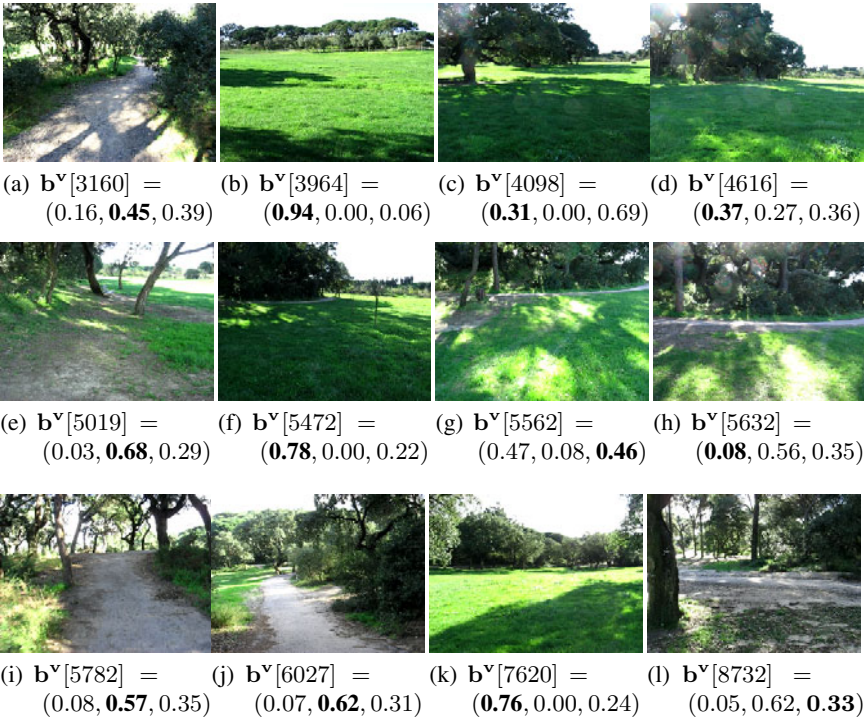 (a) b^v[3160] = (b) b^v[3964] = (c) b^v[4098] = (d) b^v[4616] =
(0.16, 0.45, 0.39) (0.94, 0.00, 0.06) (0.31, 0.00, 0.69) (0.37, 0.27, 0.36)
(e) b^v[5019] = (f) b^v[5472] = (g) b^v[5562] = (h) b^v[5632] =
(0.03, 0.68, 0.29) (0.78, 0.00, 0.22) (0.47, 0.08, 0.46) (0.08, 0.56, 0.35)
(i) b^v[5782] = (j) b^v[6027] = (k) b^v[7620] = (l) b^v[8732] =
(0.08, 0.57, 0.35) (0.07, 0.62, 0.31) (0.76, 0.00, 0.24) (0.05, 0.62, 0.33)